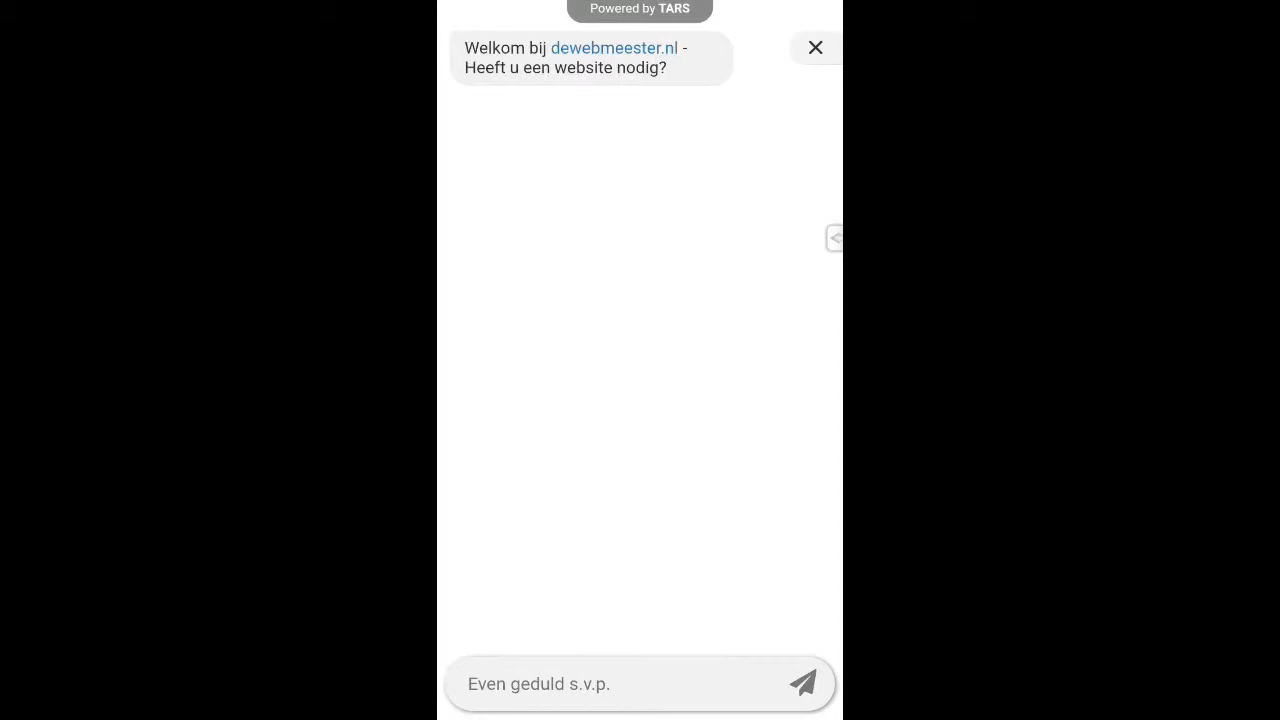 Powered by TARS
Welkom bij dewebmeester.nl -
Heeft u een website nodig?
Even geduld s.v.p.